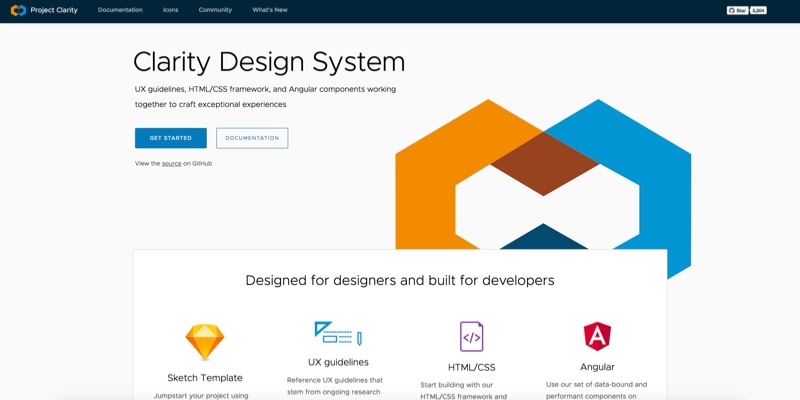 Project Clarity Documentation Icons Community What's New Star 3,204
Clarity Design System
UX guidelines, HTML/CSS framework, and Angular components working
together to craft exceptional experiences
GET STARTED DOCUMENTATION
View the source on GitHub
Designed for designers and built for developers
Sketch Template
Jumpstart your project using
UX guidelines
Reference UX guidelines that
stem from ongoing research
</>
HTML/CSS
Start building with our
HTML/CSS framework and
A
Angular
Use our set of data-bound and
performant components on